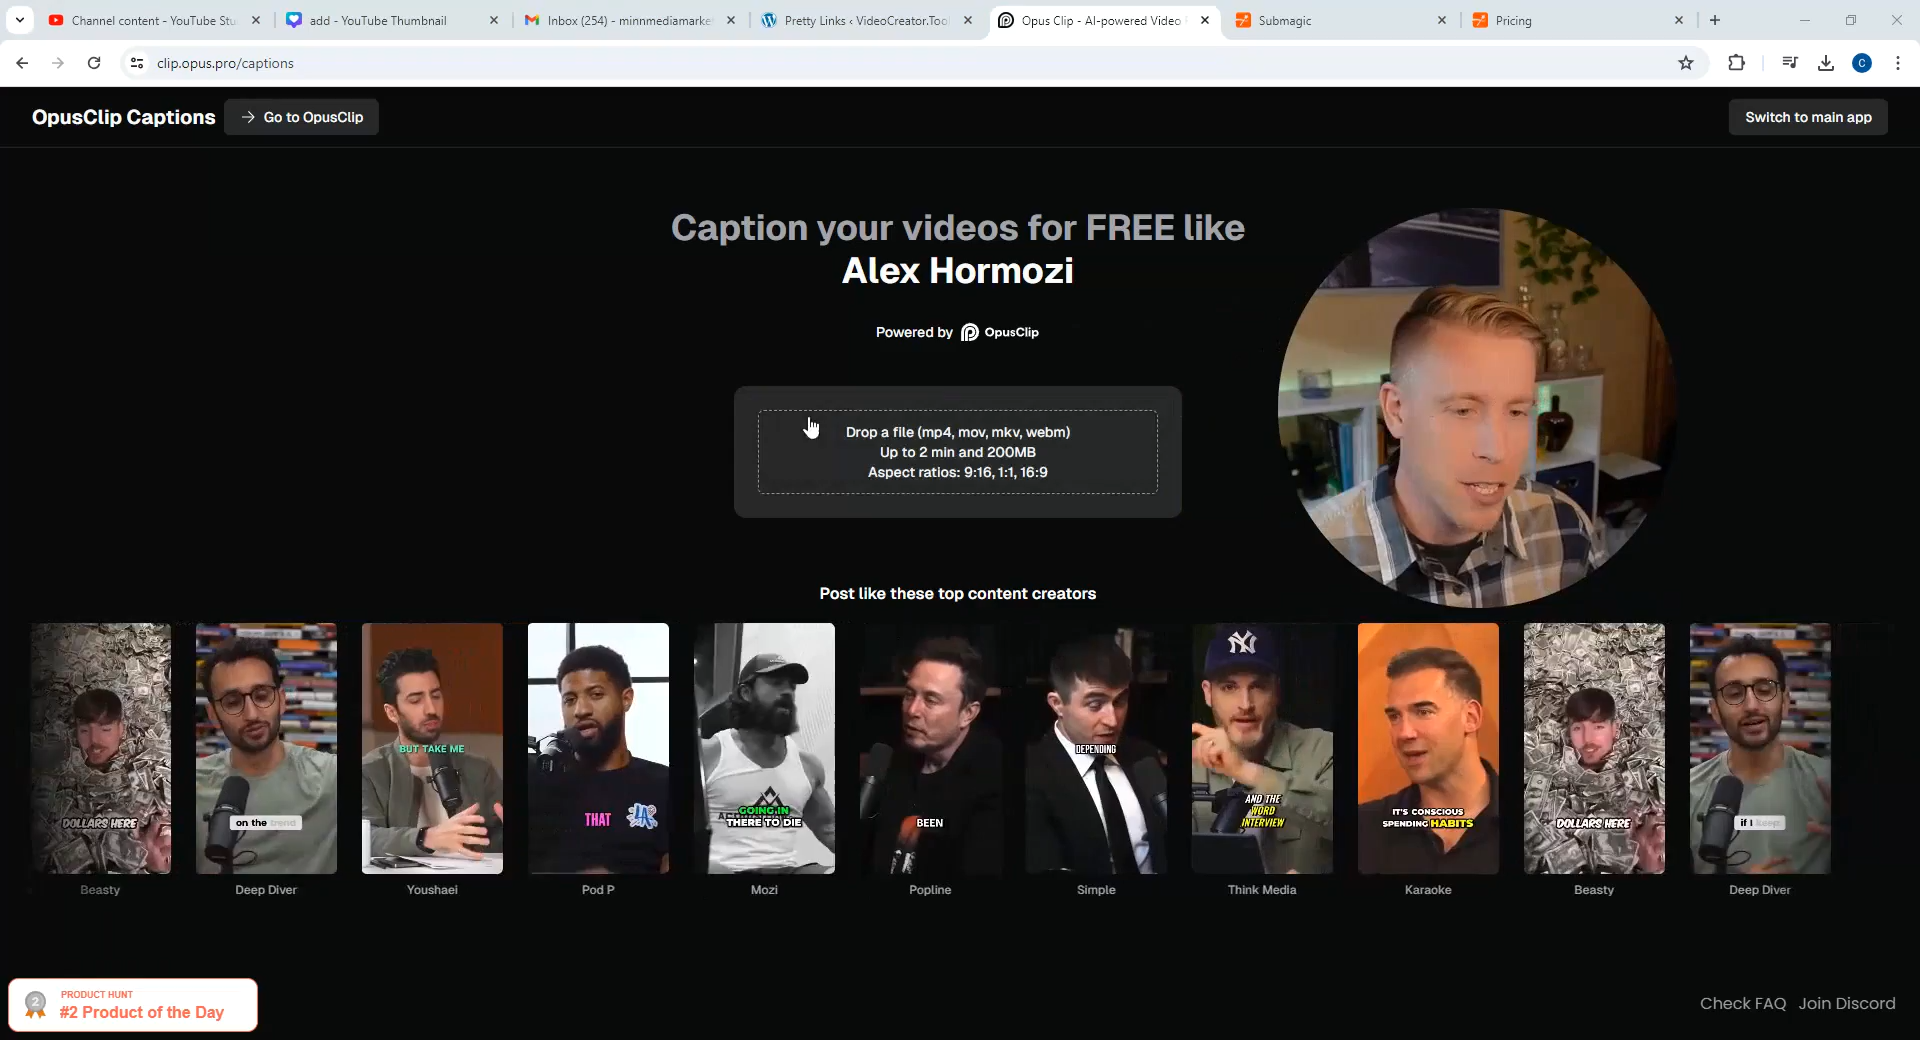 Channel content - YouTube Stu
add - YouTube Thumbnail
Inbox (254) - minnmediamarke
Pretty Links ‹ VideoCreator.Tool
Opus Clip - AI-powered Video
Submagic
Pricing
clip.opus.pro/captions
C
OpusClip Captions
Go to OpusClip
Switch to main app
Caption your videos for FREE like
Alex Hormozi
Powered by OpusClip
Drop a file (mp4, mov, mkv, webm)
Up to 2 min and 200MB
Aspect ratios: 9:16, 1:1, 16:9
Post like these top content creators
DOLLARS HERE
on the trend
BUT TAKE ME
THAT
GOING IN
THERE TO DIE
BEEN
DEPENDING
NY
AND THE
WORD
INTERVIEW
IT'S CONSCIOUS
SPENDING HABITS
DOLLARS HERE
if I keep
Beasty
Deep Diver
Youshaei
Pod P
Mozi
Popline
Simple
Think Media
Karaoke
Beasty
Deep Diver
2
PRODUCT HUNT
#2 Product of the Day
Check FAQ
Join Discord